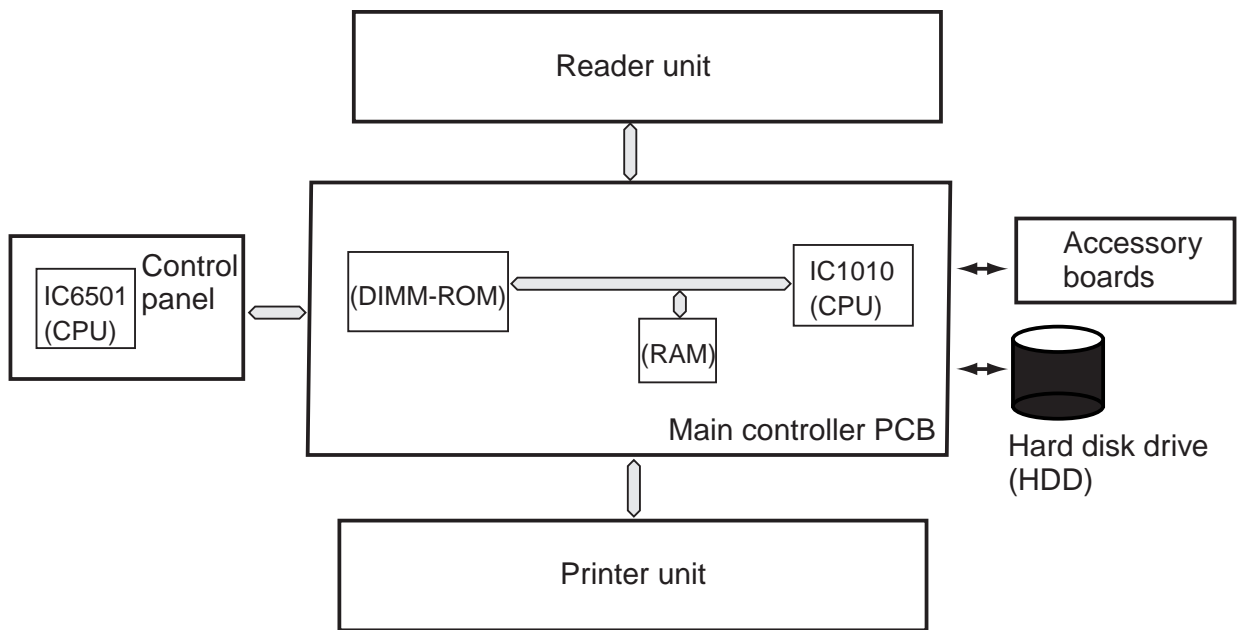 Reader unit
Control
panel
IC6501
(CPU)
(DIMM-ROM)
IC1010
(CPU)
(RAM)
Main controller PCB
Accessory
boards
Hard disk drive
(HDD)
Printer unit